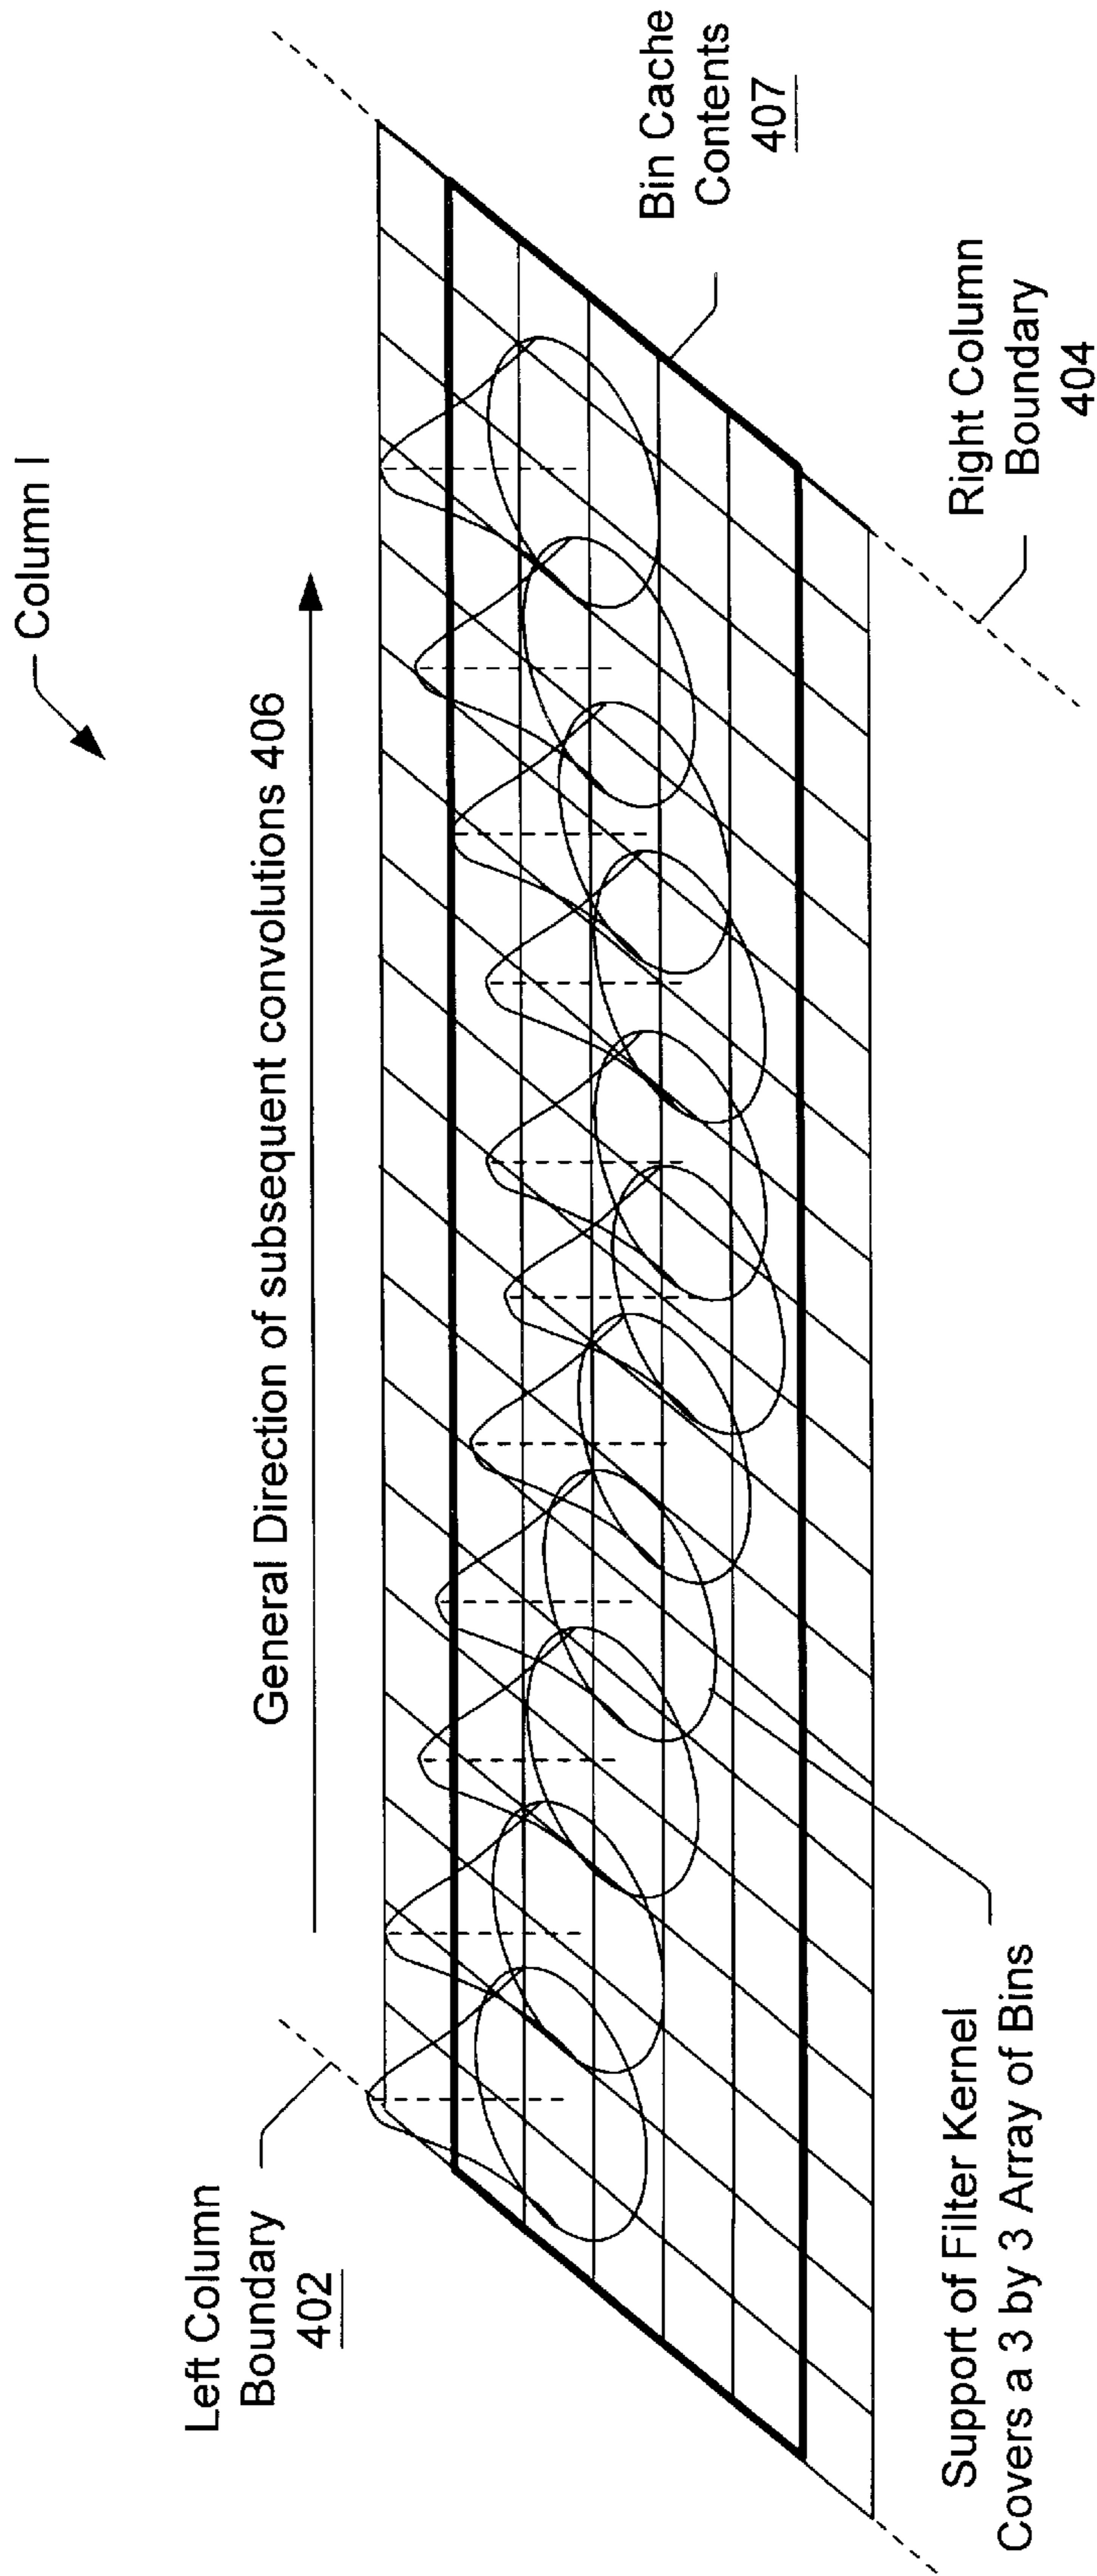 Column I
General Direction of subsequent convolutions 406
Left Column
Boundary
402
Bin Cache
Contents
407
Right Column
Boundary
404
Support of Filter Kernel
Covers a 3 by 3 Array of Bins